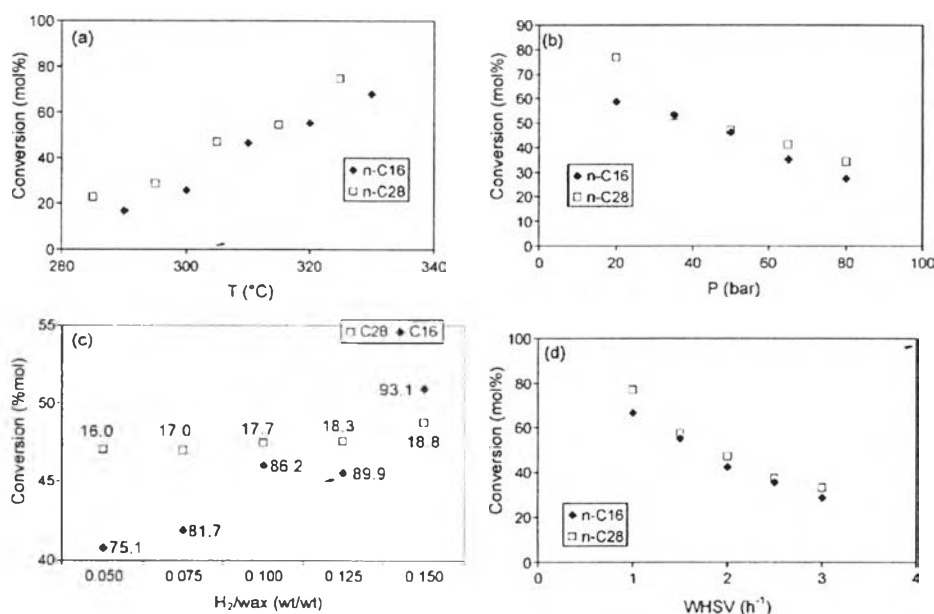 (a)
Conversion (mol%)
100
80
60
40
20
0
280
300
320
340
T (°C)
n-C16
n-C28
(b)
Conversion (mol%)
90
80
70
60
50
40
30
20
10
0
0
20
40
60
80
100
P (bar)
n-C16
n-C28
(c)
C28 C16
Conversion (%mol)
55
50
45
40
16.0
17.0
17.7
18.3
18.8
93.1
75.1
81.7
86.2
89.9
0.050
0.075
0.100
0.125
0.150
H2/wax (wt/wt)
(d)
Conversion (mol%)
100
80
60
40
20
0
0
1
2
3
4
WHSV (h⁻¹)
n-C16
n-C28